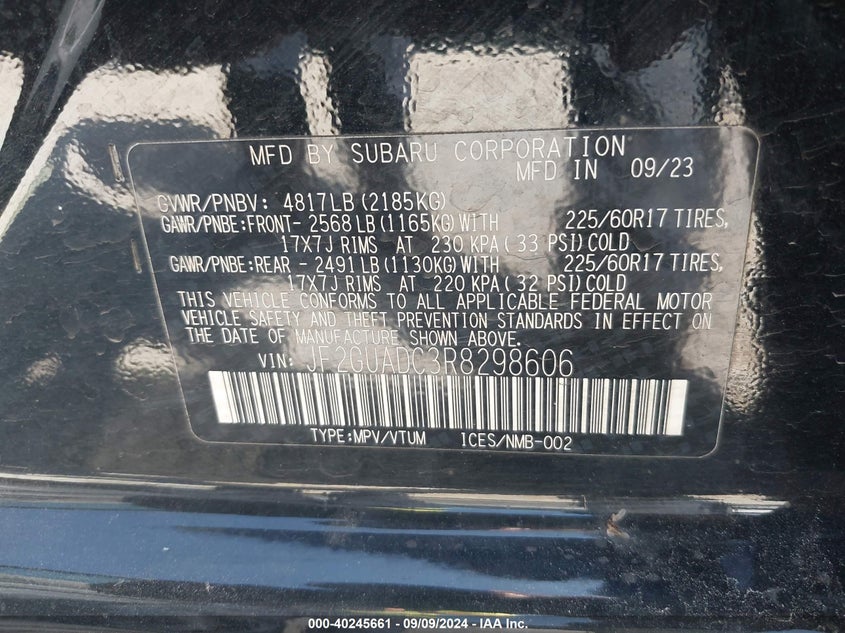 MFD BY SUBARU CORPORATION
MFD IN 09/23
GVWR/PNBV: 4817LB (2185KG)
GAWR/PNBE:FRONT- 2568 LB (1165KG) WITH 225/60R17 TIRES,
17X7J RIMS AT 230 KPA ( 33 PSI) COLD
GAWR/PNBE:REAR - 2491 LB (1130KG) WITH 225/60R17 TIRES,
17X7J RIMS AT 220 KPA ( 32 PSI) COLD
THIS VEHICLE CONFORMS TO ALL APPLICABLE FEDERAL MOTOR
VEHICLE SAFETY AND THEFT PREVENTION STANDARDS IN EFFECT ON
THE DATE OF MANUFACTURE SHOWN ABOVE.
VIN: JF2GUADC3R8298606
TYPE:MPV/VTUM ICES/NMB-002
000-40245661 - 09/09/2024 - IAA Inc.